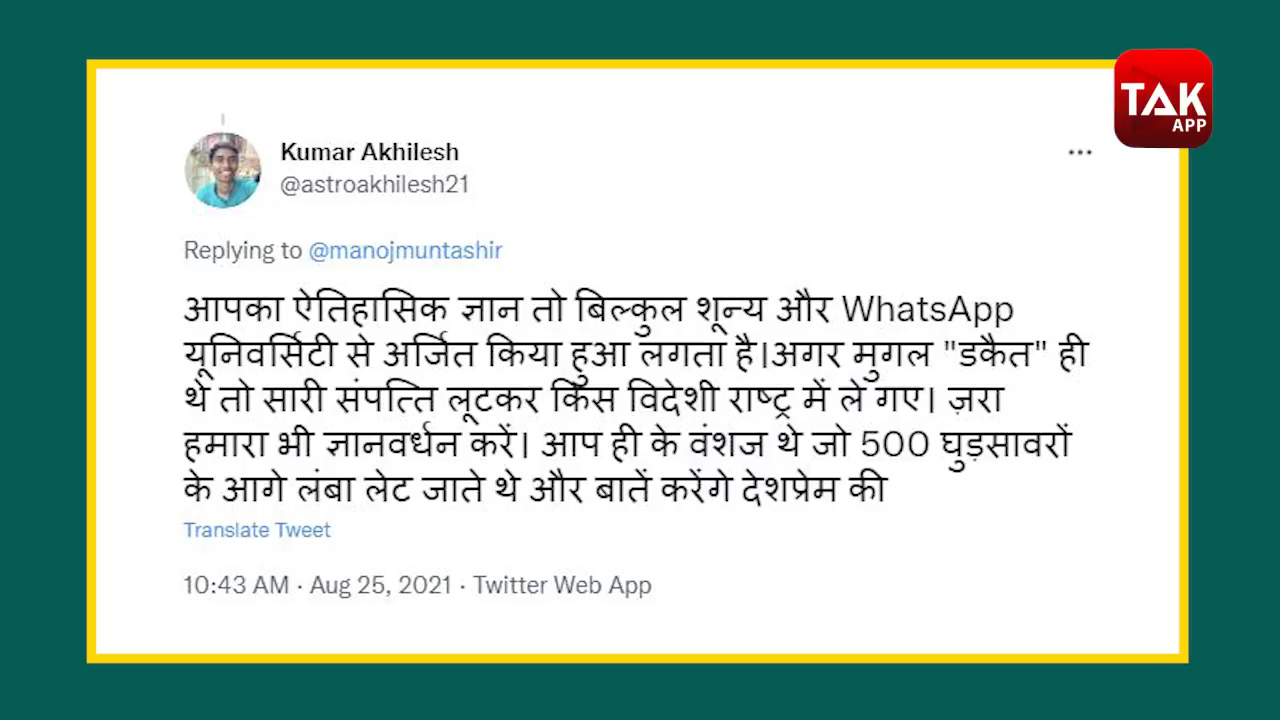 TAK
APP
Kumar Akhilesh
@astroakhilesh21
Replying to @manojmuntashir
आपका ऐतिहासिक ज्ञान तो बिल्कुल शून्य और WhatsApp
यूनिवर्सिटी से अर्जित किया हुआ लगता है।अगर मुगल "डकैत" ही
थे तो सारी संपत्ति लूटकर किस विदेशी राष्ट्र में ले गए। ज़रा
हमारा भी ज्ञानवर्धन करें। आप ही के वंशज थे जो 500 घुड़सावरों
के आगे लंबा लेट जाते थे और बातें करेंगे देशप्रेम की
Translate Tweet
10:43 AM · Aug 25, 2021 · Twitter Web App